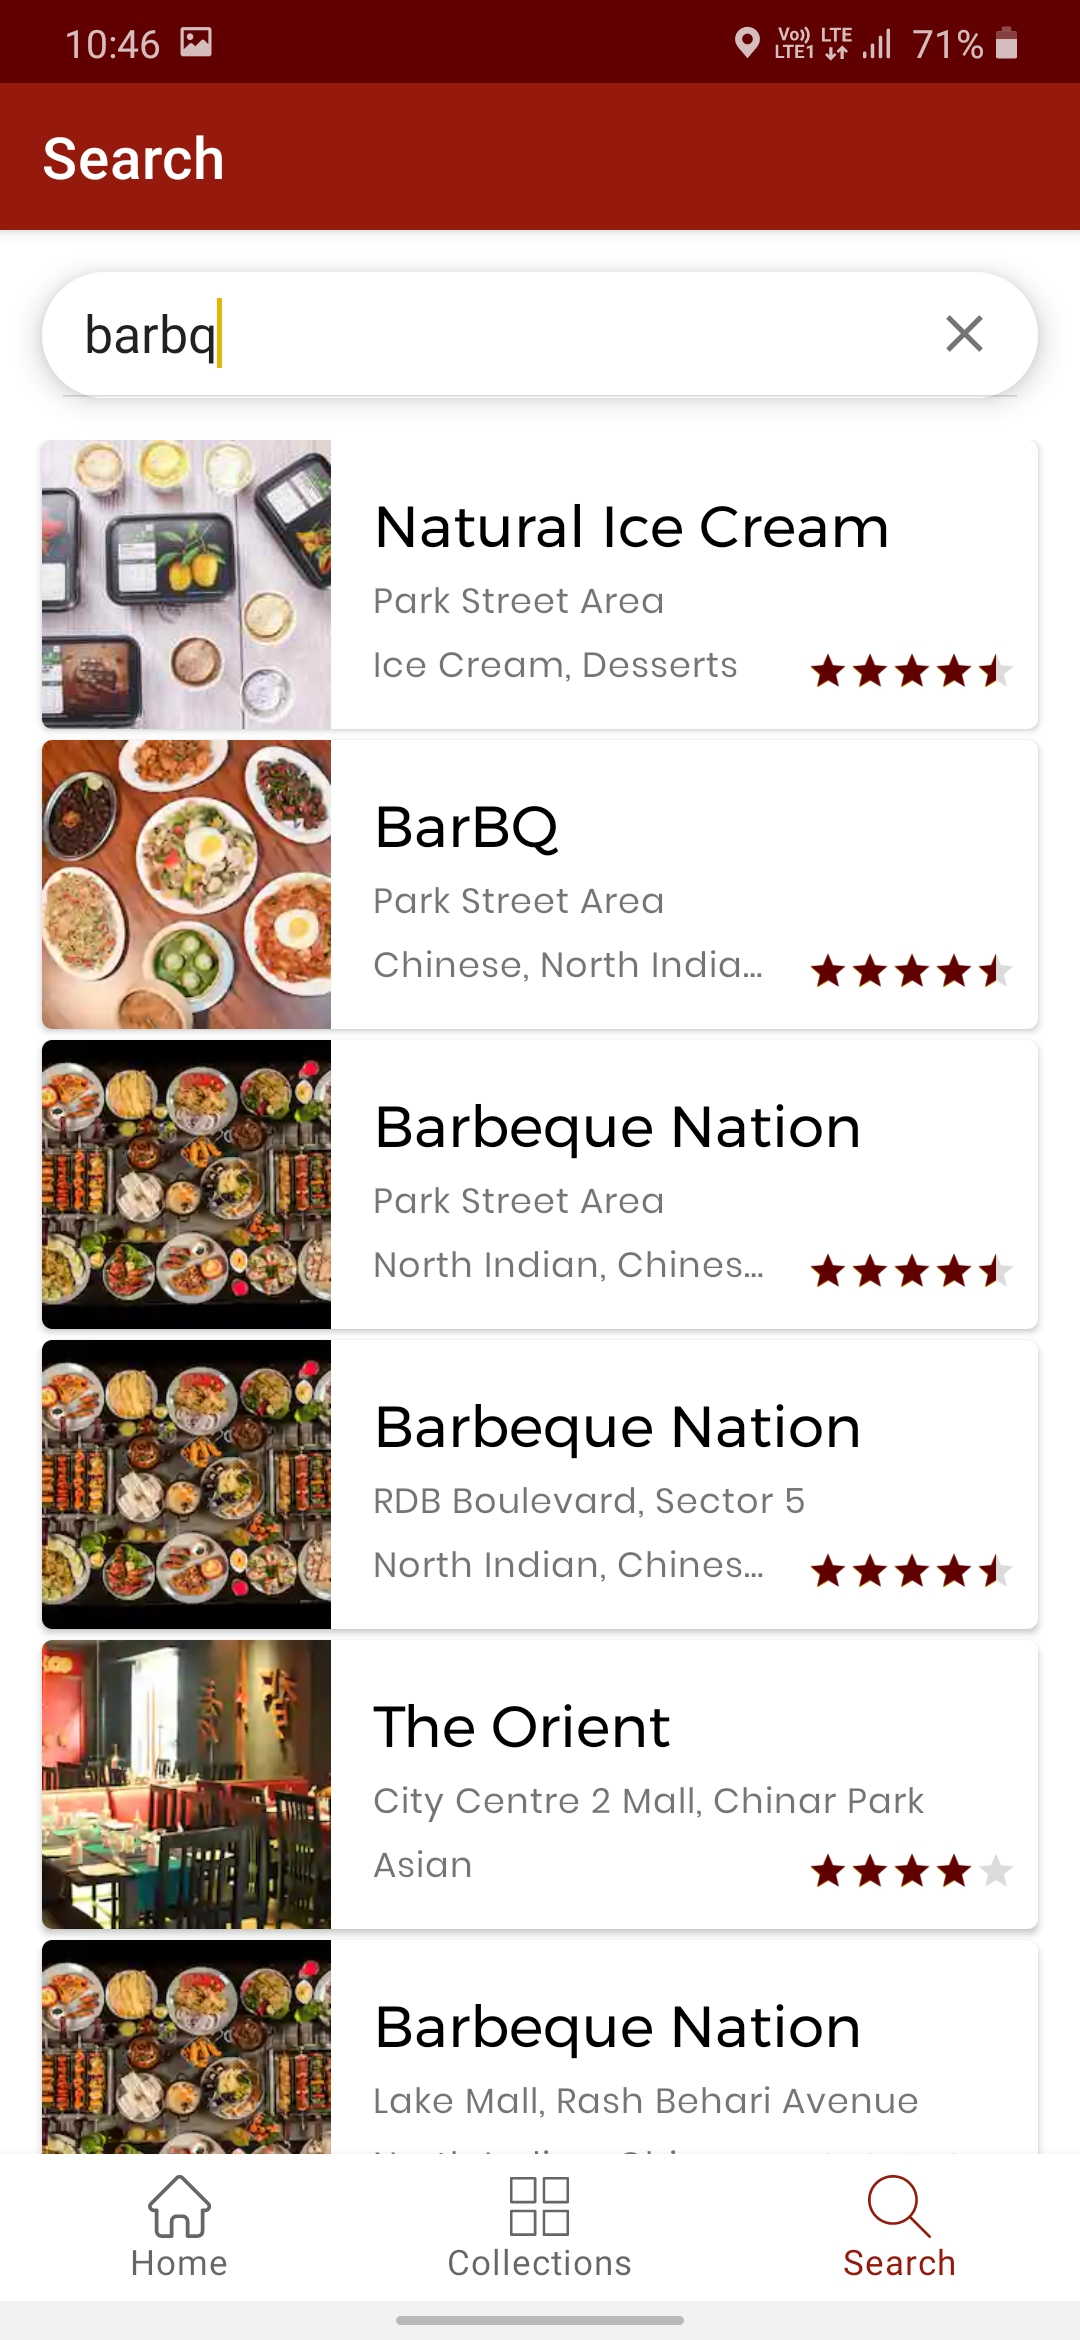 10:46
Vo)) LTE
LTE1
71%
Search
barbq
Natural Ice Cream
Park Street Area
Ice Cream, Desserts
BarBQ
Park Street Area
Chinese, North India...
Barbeque Nation
Park Street Area
North Indian, Chines...
Barbeque Nation
RDB Boulevard, Sector 5
North Indian, Chines...
The Orient
City Centre 2 Mall, Chinar Park
Asian
Barbeque Nation
Lake Mall, Rash Behari Avenue
Home
Collections
Search